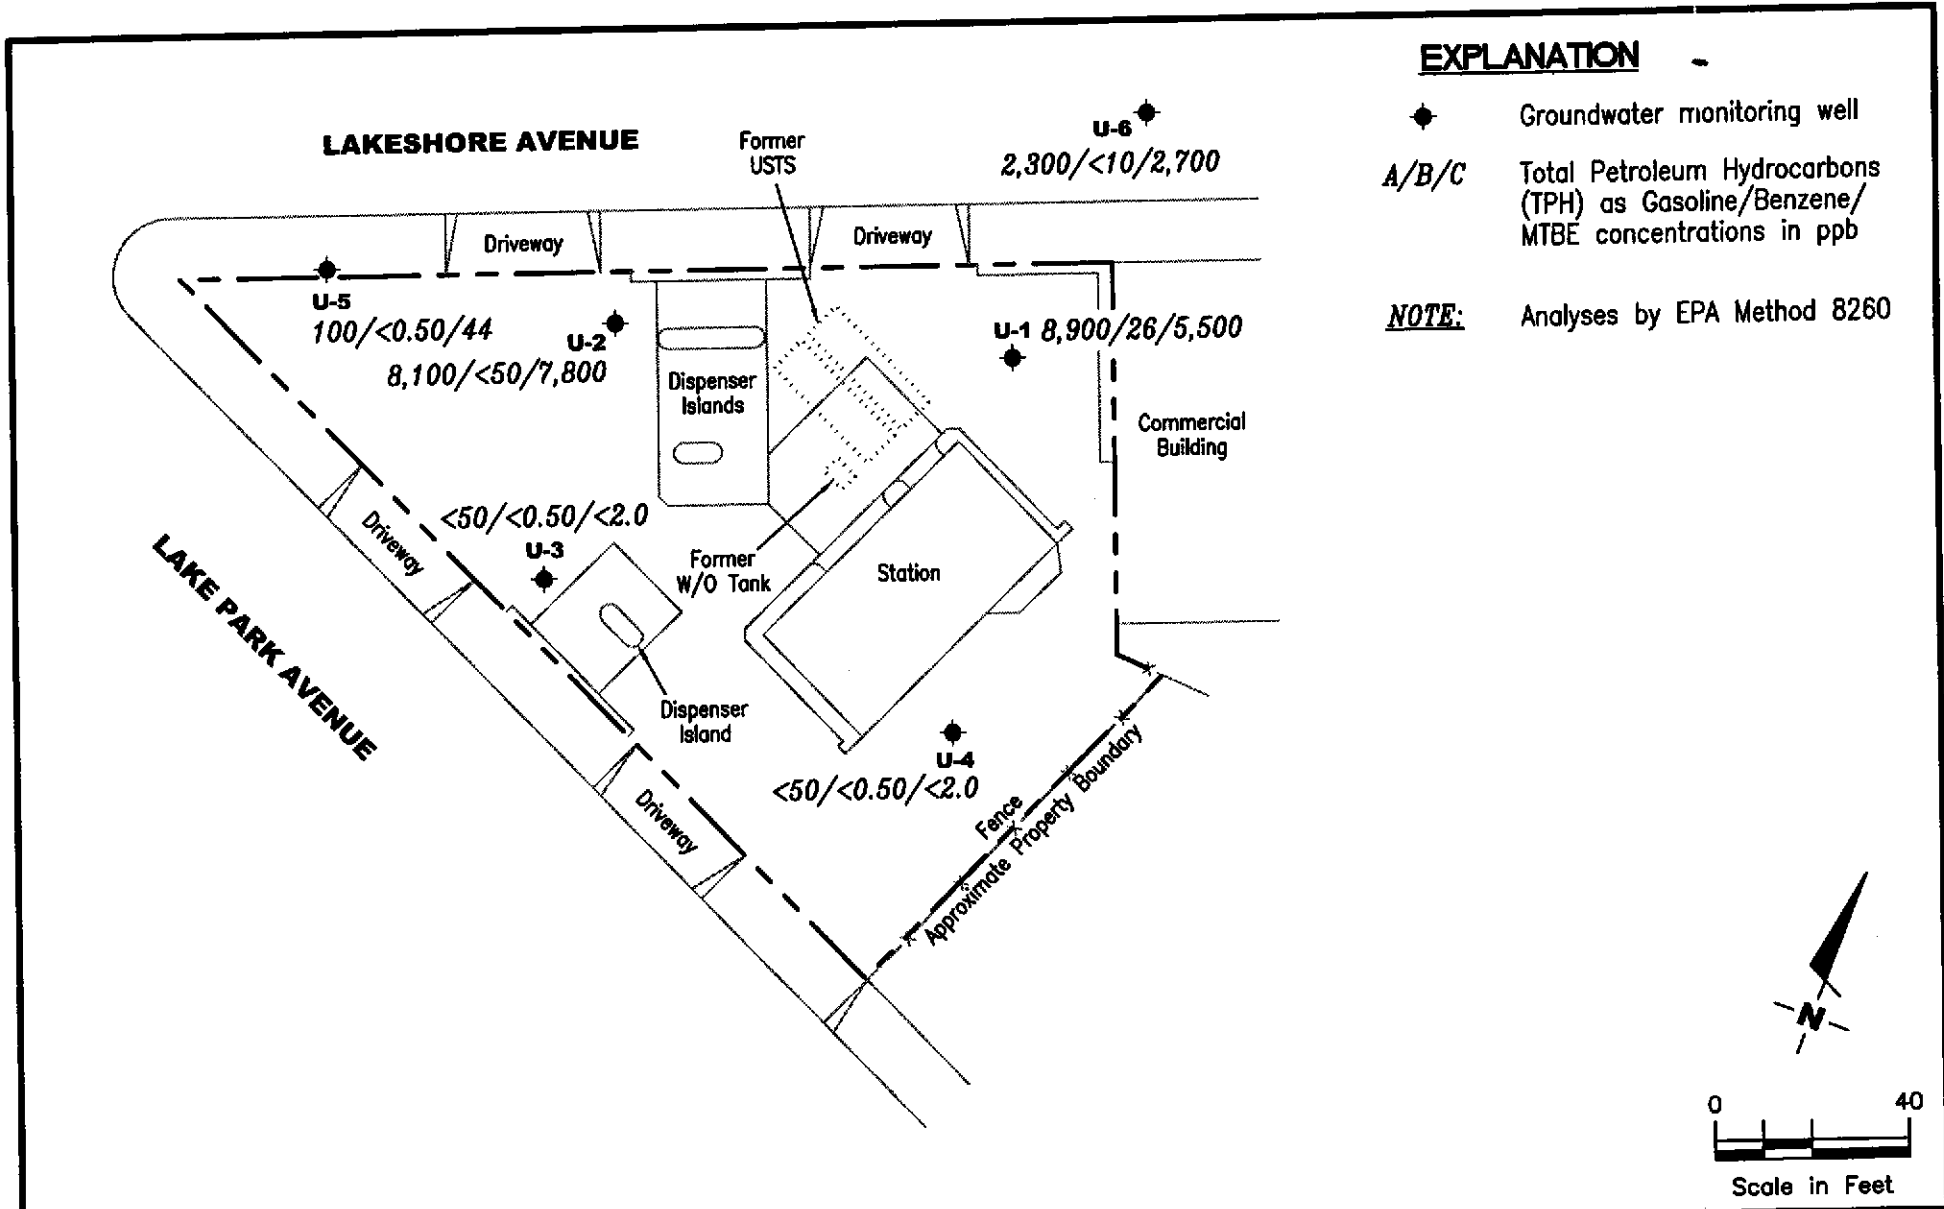 EXPLANATION
Groundwater monitoring well
A/B/C Total Petroleum Hydrocarbons
(TPH) as Gasoline/Benzene/
MTBE concentrations in ppb
NOTE: Analyses by EPA Method 8260
LAKESHORE AVENUE
Former
USTS
U-6
2,300/<10/2,700
Driveway
Driveway
U-5
100/<0.50/44
U-2
8,100/<50/7,800
U-1 8,900/26/5,500
Dispenser
Islands
Commercial
Building
Driveway
<50/<0.50/<2.0
U-3
Former
W/O Tank
Station
LAKE PARK AVENUE
Dispenser
Island
U-4
<50/<0.50/<2.0
Driveway
Fence
Approximate Property Boundary
N
0 40
Scale in Feet